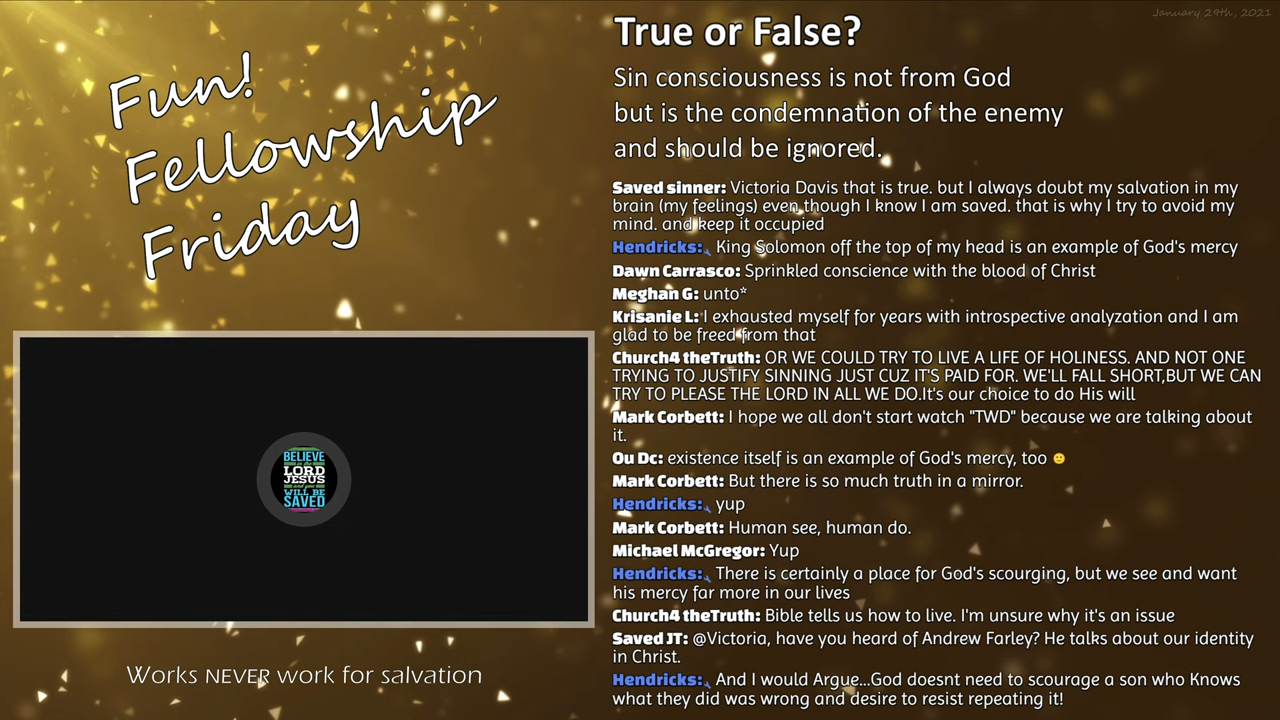 January 29th, 2021
Fun!
Fellowship
Friday
BELIEVE
LORD
JESUS
WILL BE
SAVED
Works NEVER work for salvation
True or False?
Sin consciousness is not from God
but is the condemnation of the enemy
and should be ignored.
Saved sinner: Victoria Davis that is true. but I always doubt my salvation in my
brain (my feelings) even though I know I am saved. that is why I try to avoid my
mind. and keep it occupied
Hendricks: King Solomon off the top of my head is an example of God's mercy
Dawn Carrasco: Sprinkled conscience with the blood of Christ
Meghan G: unto*
Krisanie L: I exhausted myself for years with introspective analyzation and I am
glad to be freed from that
Church4 theTruth: OR WE COULD TRY TO LIVE A LIFE OF HOLINESS. AND NOT ONE
TRYING TO JUSTIFY SINNING JUST CUZ IT'S PAID FOR. WE'LL FALL SHORT,BUT WE CAN
TRY TO PLEASE THE LORD IN ALL WE DO.It's our choice to do His will
Mark Corbett: I hope we all don't start watch "TWD" because we are talking about
it.
Ou Dc: existence itself is an example of God's mercy, too 🙂
Mark Corbett: But there is so much truth in a mirror.
Hendricks: yup
Mark Corbett: Human see, human do.
Michael McGregor: Yup
Hendricks: There is certainly a place for God's scourging, but we see and want
his mercy far more in our lives
Church4 theTruth: Bible tells us how to live. I'm unsure why it's an issue
Saved JT: @Victoria, have you heard of Andrew Farley? He talks about our identity
in Christ.
Hendricks: And I would Argue...God doesnt need to scourage a son who Knows
what they did was wrong and desire to resist repeating it!